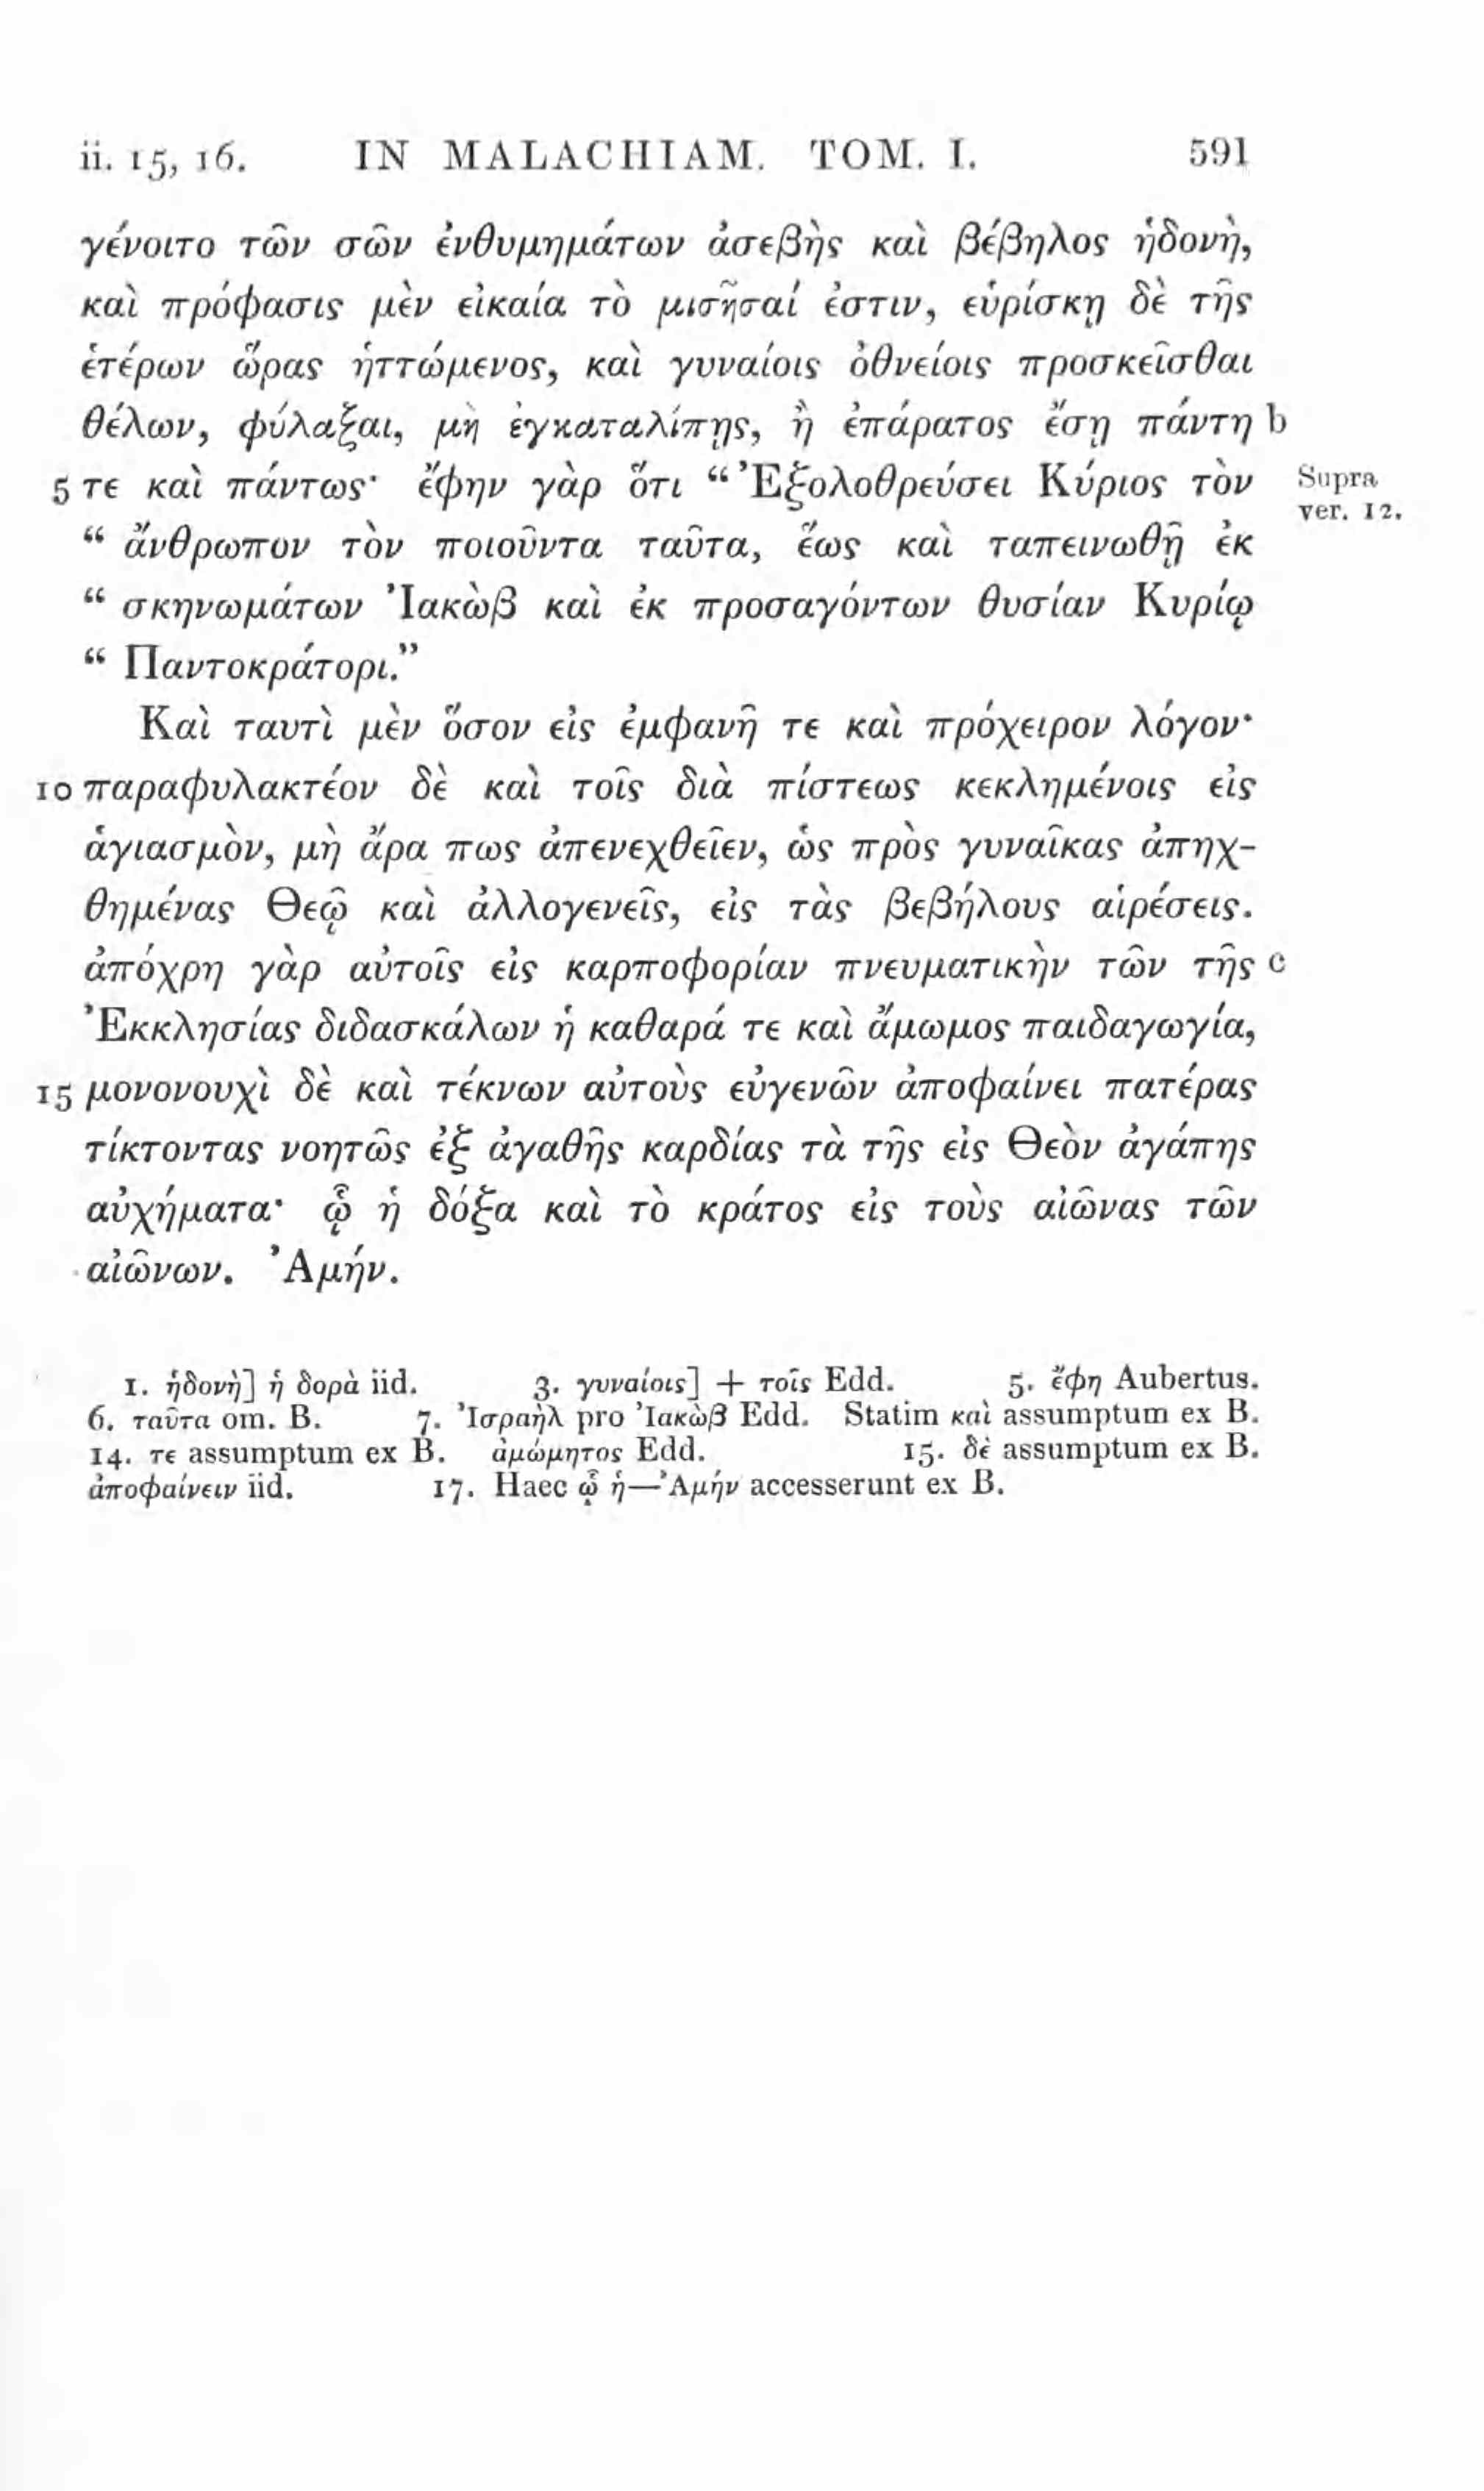 ii. 15, 16. IN MALACHIAM. TOM. I. 591
γένοιτο τῶν σῶν ἐνθυμημάτων ἀσεβὴς καὶ βέβηλος ἡδονὴ,
καὶ πρόφασις μὲν εἰκαία τὸ μισῆσαί ἐστιν, εὑρίσκῃ δὲ τῆς
ἑτέρων ὥρας ἡττώμενος, καὶ γυναίοις ὀθνείοις προσκεῖσθαι
θέλων, φύλαξαι, μὴ ἐγκαταλίπῃς, ἢ ἐπάρατος ἔσῃ πάντη b
5 τε καὶ πάντως· ἔφην γὰρ ὅτι “Ἐξολοθρεύσει Κύριος τὸν Supra
“ ἄνθρωπον τὸν ποιοῦντα ταῦτα, ἕως καὶ ταπεινωθῇ ἐκ ver. 12.
“ σκηνωμάτων Ἰακὼβ καὶ ἐκ προσαγόντων θυσίαν Κυρίῳ
“ Παντοκράτορι.”
Καὶ ταυτὶ μὲν ὅσον εἰς ἐμφανῆ τε καὶ πρόχειρον λόγον·
10 παραφυλακτέον δὲ καὶ τοῖς διὰ πίστεως κεκλημένοις εἰς
ἁγιασμὸν, μὴ ἄρα πως ἀπενεχθεῖεν, ὡς πρὸς γυναῖκας ἀπηχ-
θημένας Θεῷ καὶ ἀλλογενεῖς, εἰς τὰς βεβήλους αἱρέσεις.
ἀπόχρη γὰρ αὐτοῖς εἰς καρποφορίαν πνευματικὴν τῶν τῆς c
Ἐκκλησίας διδασκάλων ἡ καθαρά τε καὶ ἄμωμος παιδαγωγία,
15 μονονουχὶ δὲ καὶ τέκνων αὐτοὺς εὐγενῶν ἀποφαίνει πατέρας
τίκτοντας νοητῶς ἐξ ἀγαθῆς καρδίας τὰ τῆς εἰς Θεὸν ἀγάπης
αὐχήματα· ᾧ ἡ δόξα καὶ τὸ κράτος εἰς τοὺς αἰῶνας τῶν
αἰώνων. Ἀμήν.
1. ἡδονὴ] ἡ δορὰ iid. 3. γυναίοις] + τοῖς Edd. 5. ἔφη Aubertus.
6. ταῦτα om. B. 7. Ἰσραὴλ pro Ἰακὼβ Edd. Statim καὶ assumptum ex B.
14. τε assumptum ex B. ἀμώμητος Edd. 15. δὲ assumptum ex B.
ἀποφαίνειν iid. 17. Haec ᾧ ἡ—Ἀμήν accesserunt ex B.